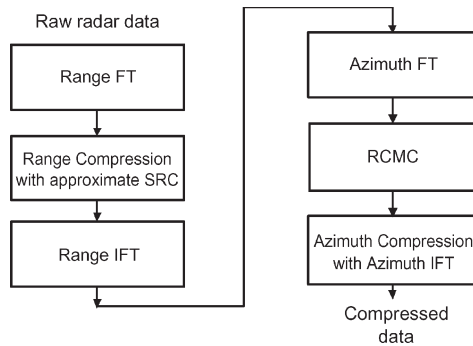 Raw radar data
Range FT
Range Compression
with approximate SRC
Range IFT
Azimuth FT
RCMC
Azimuth Compression
with Azimuth IFT
Compressed
data